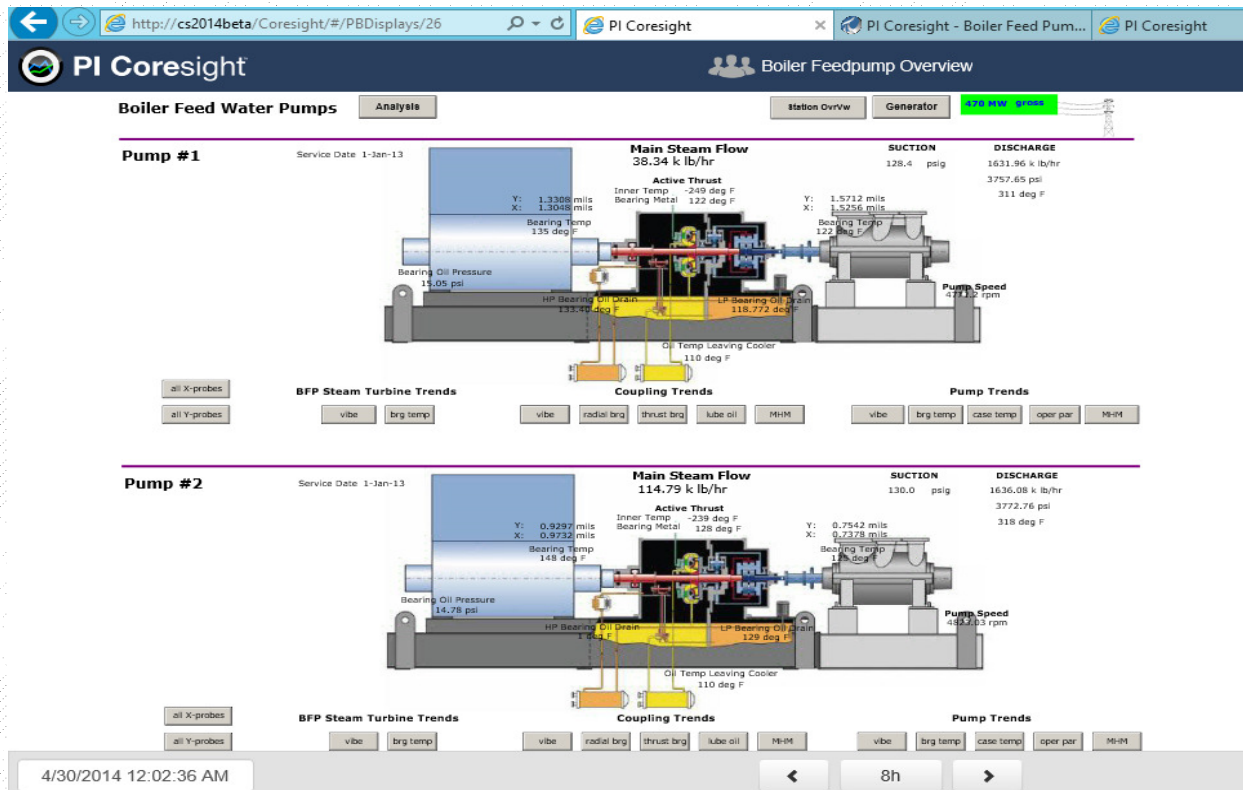 http://cs2014beta/Coresight/#/PBDisplays/26
PI Coresight
PI Coresight - Boiler Feed Pum...
PI Coresight
PI Coresight
Boiler Feedpump Overview
Boiler Feed Water Pumps
Analysis
Station OvrVw
Generator
470 MW gross
Pump #1
Service Date 1-Jan-13
Main Steam Flow
38.34 k lb/hr
SUCTION
128.4 psig
DISCHARGE
1631.96 k lb/hr
3757.65 psi
311 deg F
Active Thrust
Inner Temp -249 deg F
Bearing Metal 122 deg F
Y: 1.3308 mils
X: 1.3048 mils
Y: 1.5712 mils
X: 1.5256 mils
Bearing Temp
135 deg F
Bearing Temp
122 deg F
Bearing Oil Pressure
15.05 psi
Pump Speed
rpm
HP Bearing Oil Drain
133.40 deg F
LP Bearing Oil Drain
118.772 deg F
Oil Temp Leaving Cooler
110 deg F
all X-probes
all Y-probes
BFP Steam Turbine Trends
vibe
brg temp
Coupling Trends
vibe
radial brg
thrust brg
lube oil
MHM
Pump Trends
vibe
brg temp
case temp
oper par
MHM
Pump #2
Service Date 1-Jan-13
Main Steam Flow
114.79 k lb/hr
SUCTION
130.0 psig
DISCHARGE
1636.08 k lb/hr
3772.76 psi
318 deg F
Active Thrust
Inner Temp -239 deg F
Bearing Metal 128 deg F
Y: 0.9297 mils
X: 0.9732 mils
Y: 0.7542 mils
X: 0.7378 mils
Bearing Temp
148 deg F
Bearing Temp
deg F
Bearing Oil Pressure
14.78 psi
Pump Speed
rpm
HP Bearing Oil Drain
1 deg F
LP Bearing Oil Drain
129 deg F
Oil Temp Leaving Cooler
110 deg F
all X-probes
all Y-probes
BFP Steam Turbine Trends
vibe
brg temp
Coupling Trends
vibe
radial brg
thrust brg
lube oil
MHM
Pump Trends
vibe
brg temp
case temp
oper par
MHM
4/30/2014 12:02:36 AM
8h